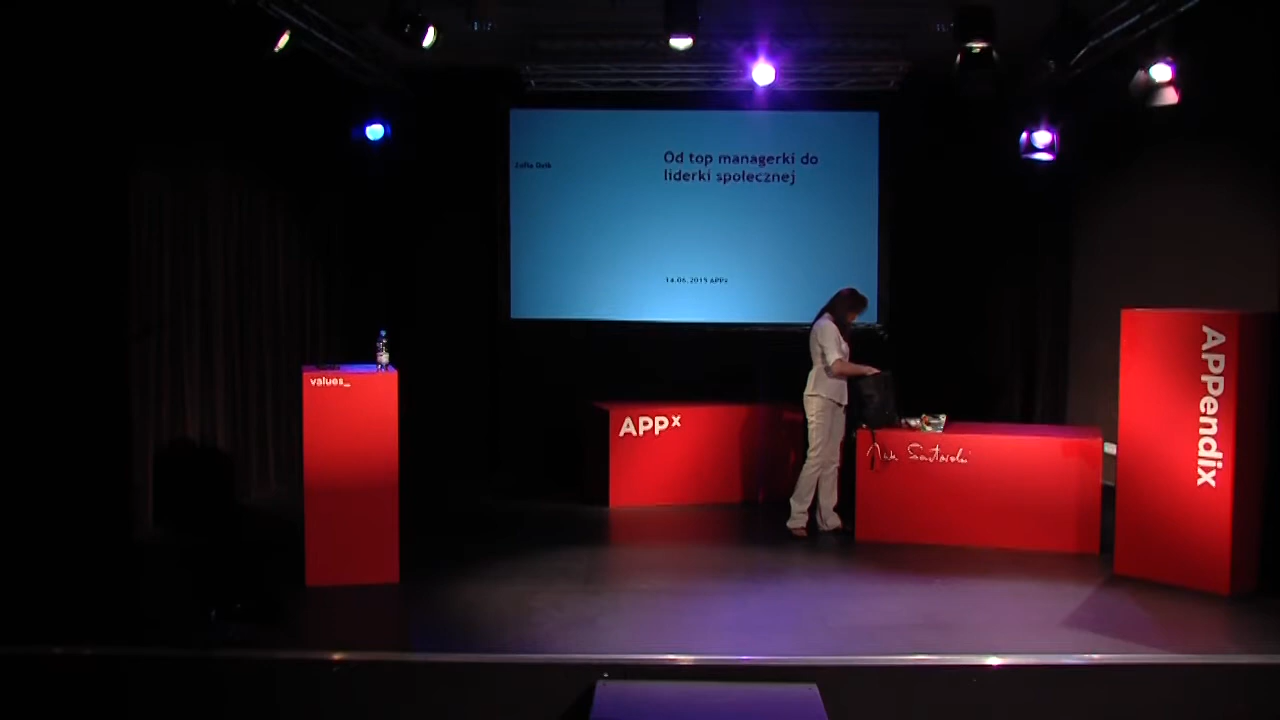 Od top managerki do
liderki społecznej
14.06.2015 APPx
values_
APPx
APPendix